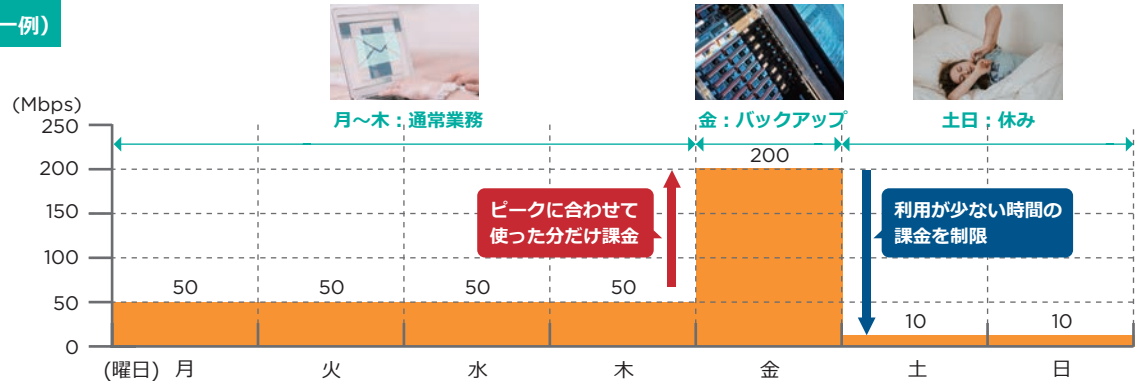 一例）
(Mbps)
月〜木：通常業務
金：バックアップ
土日：休み
250
200
150
100
50
0
200
ピークに合わせて
使った分だけ課金
利用が少ない時間の
課金を制限
50
50
50
50
10
10
(曜日)
月
火
水
木
金
土
日